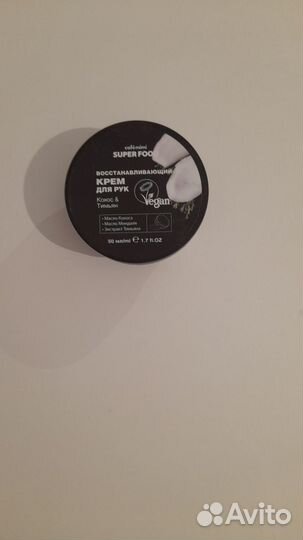 cafémimi
SUPER FOOD
ВОССТАНАВЛИВАЮЩИЙ
КРЕМ
ДЛЯ РУК
Кокос &
Тимьян
Vegan
• Масло Кокоса
• Масло Миндаля
• Экстракт Тимьяна
50 мл/ml ℮ 1.7 fl.OZ
Avito